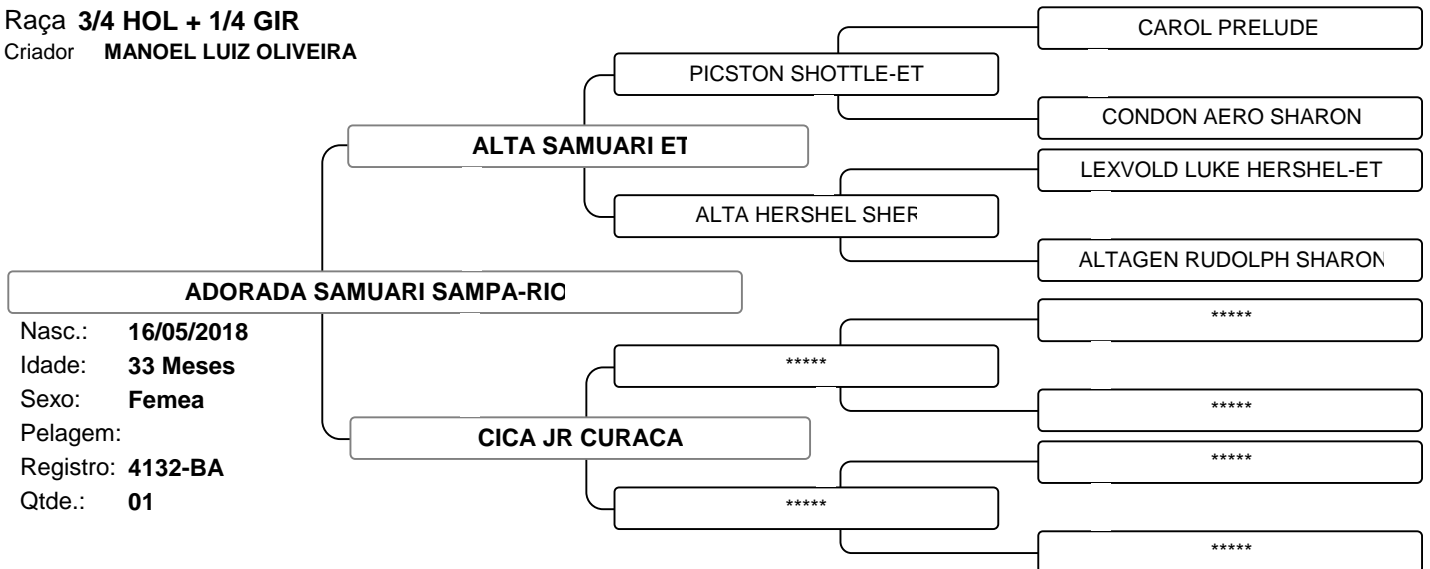 Raça 3/4 HOL + 1/4 GIR
Criador MANOEL LUIZ OLIVEIRA
CAROL PRELUDE
PICSTON SHOTTLE-ET
CONDON AERO SHARON
ALTA SAMUARI ET
LEXVOLD LUKE HERSHEL-ET
ALTA HERSHEL SHER
ALTAGEN RUDOLPH SHARON
ADORADA SAMUARI SAMPA-RIO
Nasc.: 16/05/2018
Idade: 33 Meses
Sexo: Femea
Pelagem:
Registro: 4132-BA
Qtde.: 01
*****
*****
*****
CICA JR CURACA
*****
*****
*****